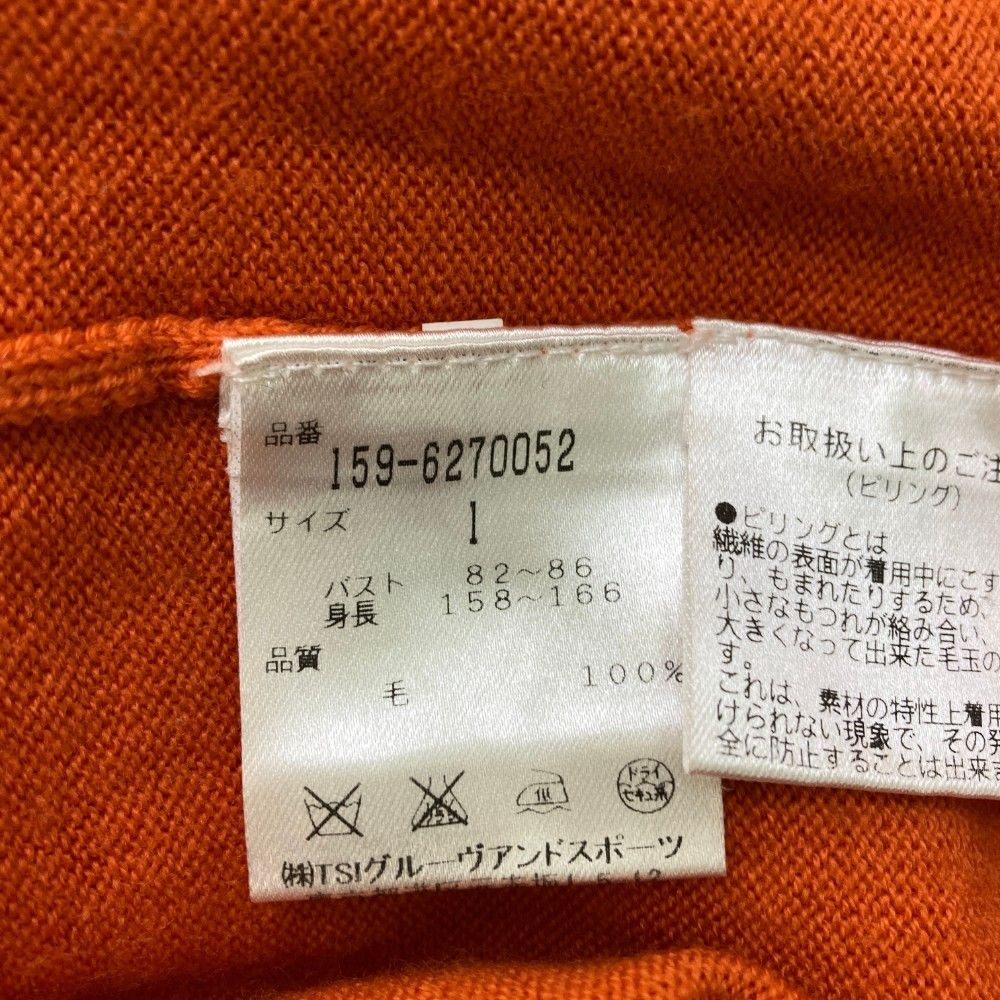 品番
159-6270052
サイズ 1
バスト 82～86
身長 158～166
品質
毛 100%
ドライ
セキユ系
㈱TSIグルーヴアンドスポーツ
お取扱い上のご注
（ピリング）
●ピリングとは
繊維の表面が着用中にこす
り、もまれたりするため、
小さなもつれが絡み合い、
大きくなって出来た毛玉の
す。
これは、素材の特性上着用
けられない現象で、その発
全に防止することは出来ま